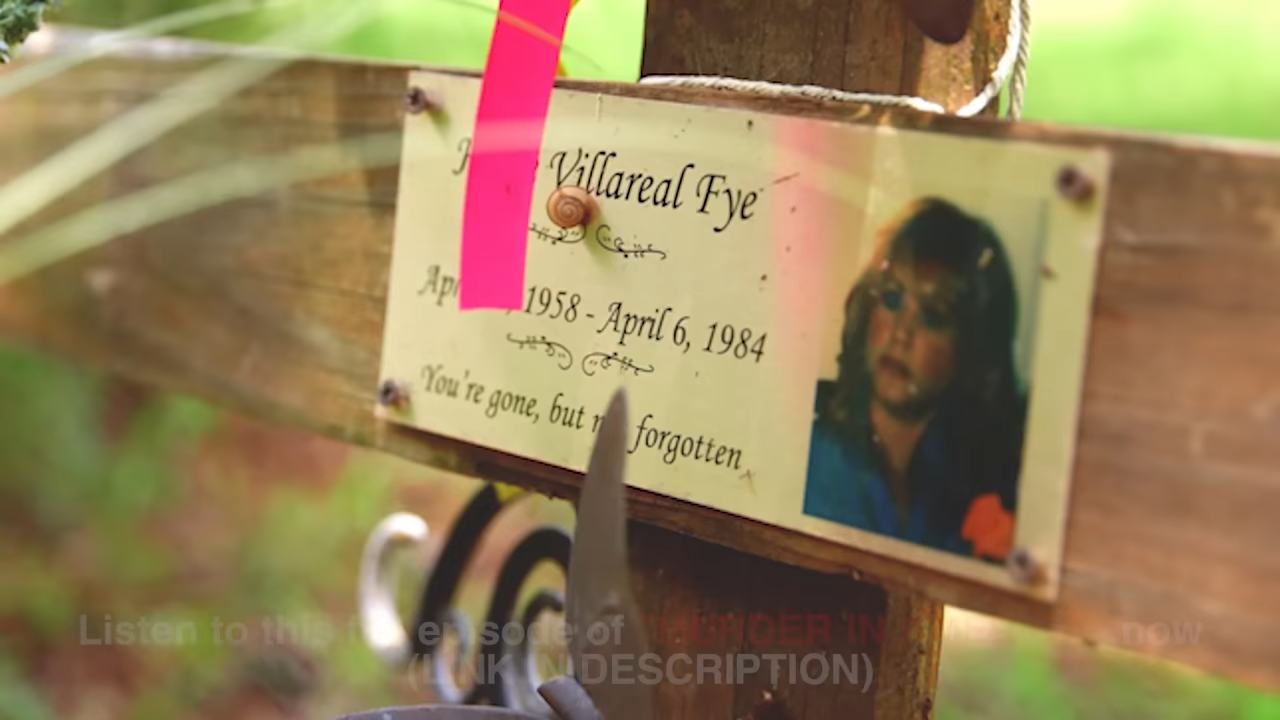 Villareal Fye
1958 - April 6, 1984
You're gone, but forgotten
Listen to this episode of MURDER IN now
(LINK IN DESCRIPTION)